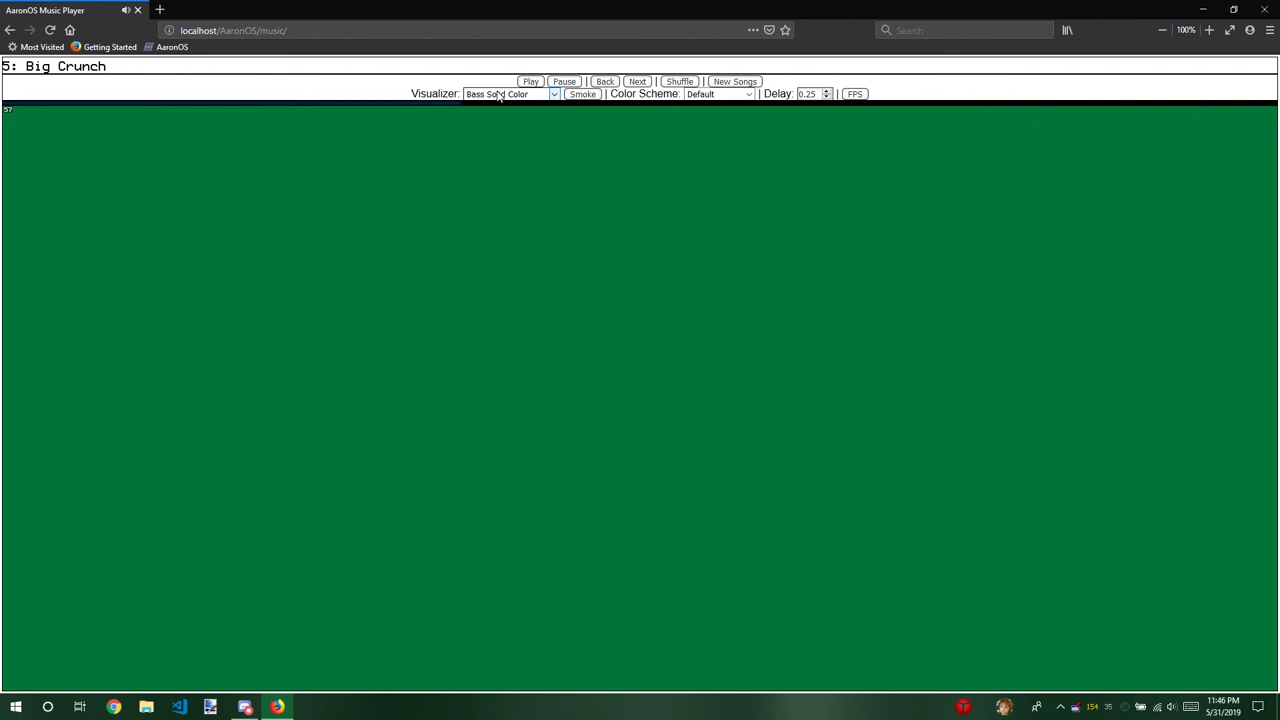 AaronOS Music Player
localhost/AaronOS/music/
Search
100%
Most Visited
Getting Started
AaronOS
5: Big Crunch
Play Pause | Back Next | Shuffle | New Songs
Visualizer: Bass Solid Color Smoke | Color Scheme: Default | Delay: 0.25 | FPS
57
154 35
11:46 PM
5/31/2019